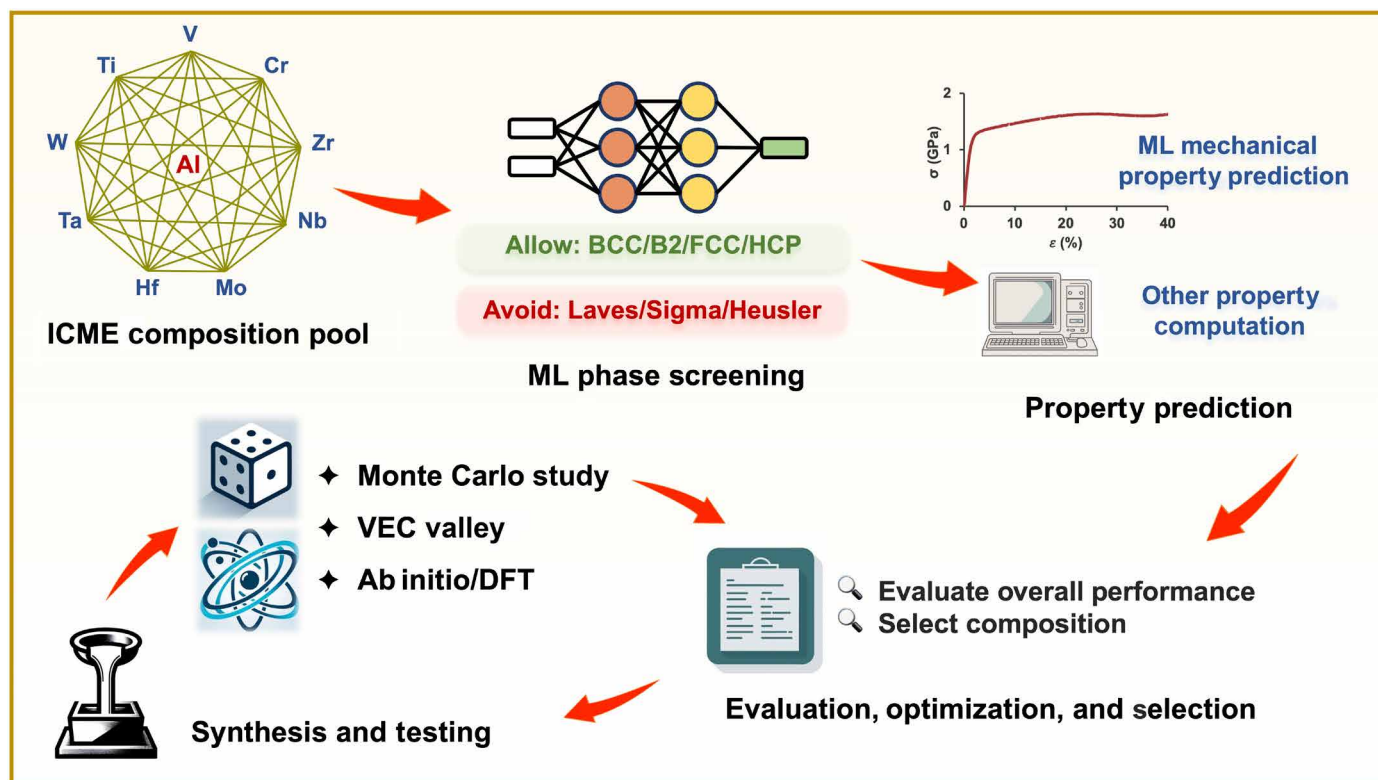 V
Ti
Cr
W
Al
Zr
Ta
Nb
Hf
Mo
ICME composition pool
Allow: BCC/B2/FCC/HCP
Avoid: Laves/Sigma/Heusler
ML phase screening
2
1
0
σ (GPa)
0
10
20
30
40
ε (%)
ML mechanical
property prediction
Other property
computation
Property prediction
✦ Monte Carlo study
✦ VEC valley
✦ Ab initio/DFT
Evaluate overall performance
Select composition
Evaluation, optimization, and selection
Synthesis and testing